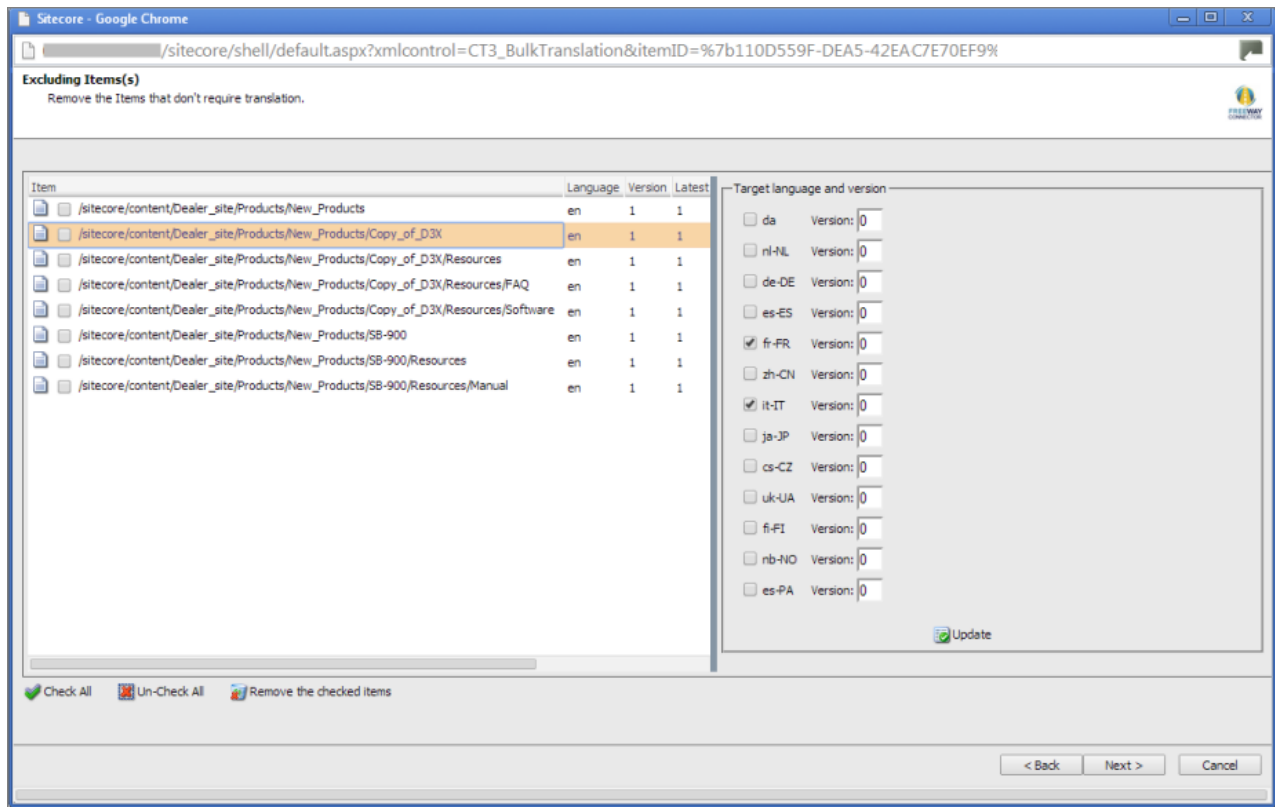 Sitecore - Google Chrome
/sitecore/shell/default.aspx?xmlcontrol=CT3_BulkTranslation&itemID=%7b110D559F-DEA5-42EAC7E70EF9%
Excluding Items(s)
Remove the Items that don't require translation.
FREEWAY
CONNECTOR
Item Language Version Latest
/sitecore/content/Dealer_site/Products/New_Products en 1 1
/sitecore/content/Dealer_site/Products/New_Products/Copy_of_D3X en 1 1
/sitecore/content/Dealer_site/Products/New_Products/Copy_of_D3X/Resources en 1 1
/sitecore/content/Dealer_site/Products/New_Products/Copy_of_D3X/Resources/FAQ en 1 1
/sitecore/content/Dealer_site/Products/New_Products/Copy_of_D3X/Resources/Software en 1 1
/sitecore/content/Dealer_site/Products/New_Products/SB-900 en 1 1
/sitecore/content/Dealer_site/Products/New_Products/SB-900/Resources en 1 1
/sitecore/content/Dealer_site/Products/New_Products/SB-900/Resources/Manual en 1 1
Target language and version
da Version: 0
nl-NL Version: 0
de-DE Version: 0
es-ES Version: 0
fr-FR Version: 0
zh-CN Version: 0
it-IT Version: 0
ja-JP Version: 0
cs-CZ Version: 0
uk-UA Version: 0
fi-FI Version: 0
nb-NO Version: 0
es-PA Version: 0
Update
Check All Un-Check All Remove the checked items
< Back Next > Cancel